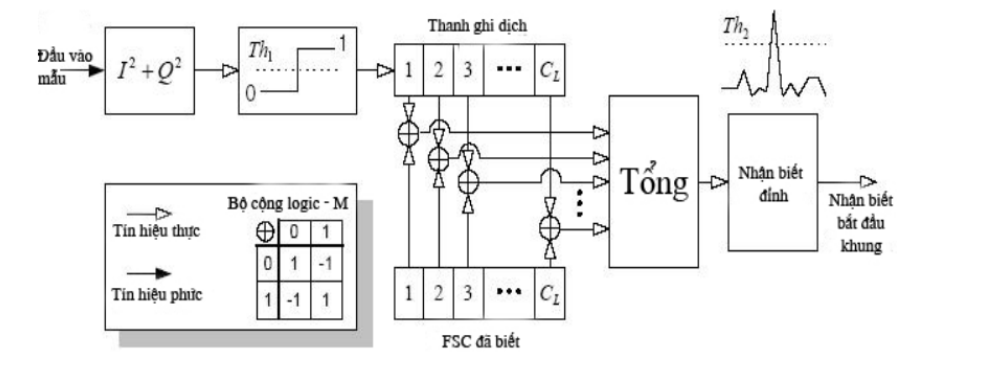 Đầu vào
mẫu
I² + Q²
Th₁
1
0
Thanh ghi dịch
1 2 3 ••• C_L
Tổng
Th₂
Nhận biết
đỉnh
Nhận biết
bắt đầu
khung
Tín hiệu thực
Tín hiệu phức
Bộ cộng logic - M
⊕ 0 1
0 1 -1
1 -1 1
1 2 3 ••• C_L
FSC đã biết